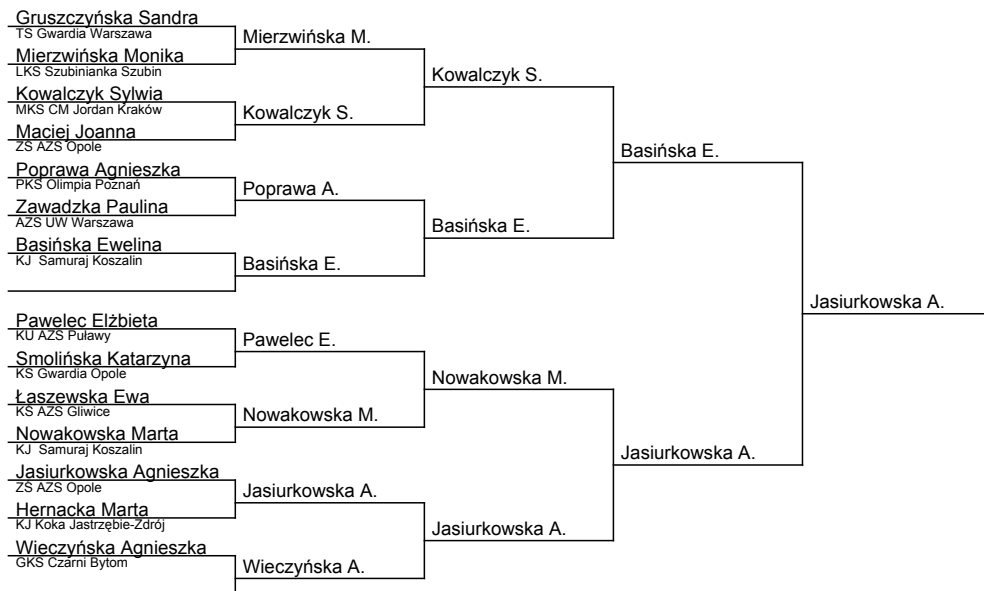 Gruszczyńska Sandra
TS Gwardia Warszawa
Mierzwińska M.
Mierzwińska Monika
LKS Szubinianka Szubin
Kowalczyk S.
Kowalczyk Sylwia
MKS CM Jordan Kraków
Kowalczyk S.
Maciej Joanna
ZS AZS Opole
Basińska E.
Poprawa Agnieszka
PKS Olimpia Poznań
Poprawa A.
Zawadzka Paulina
AZS UW Warszawa
Basińska E.
Basińska Ewelina
KJ Samuraj Koszalin
Basińska E.
Jasiurkowska A.
Pawelec Elżbieta
KU AZS Puławy
Pawelec E.
Smolińska Katarzyna
KS Gwardia Opole
Nowakowska M.
Łaszewska Ewa
KŚ AZS Gliwice
Nowakowska M.
Nowakowska Marta
KJ Samuraj Koszalin
Jasiurkowska A.
Jasiurkowska Agnieszka
ZŚ AZS Opole
Jasiurkowska A.
Hernacka Marta
KJ Koka Jastrzębie-Zdrój
Jasiurkowska A.
Wieczyńska Agnieszka
GKS Czarni Bytom
Wieczyńska A.